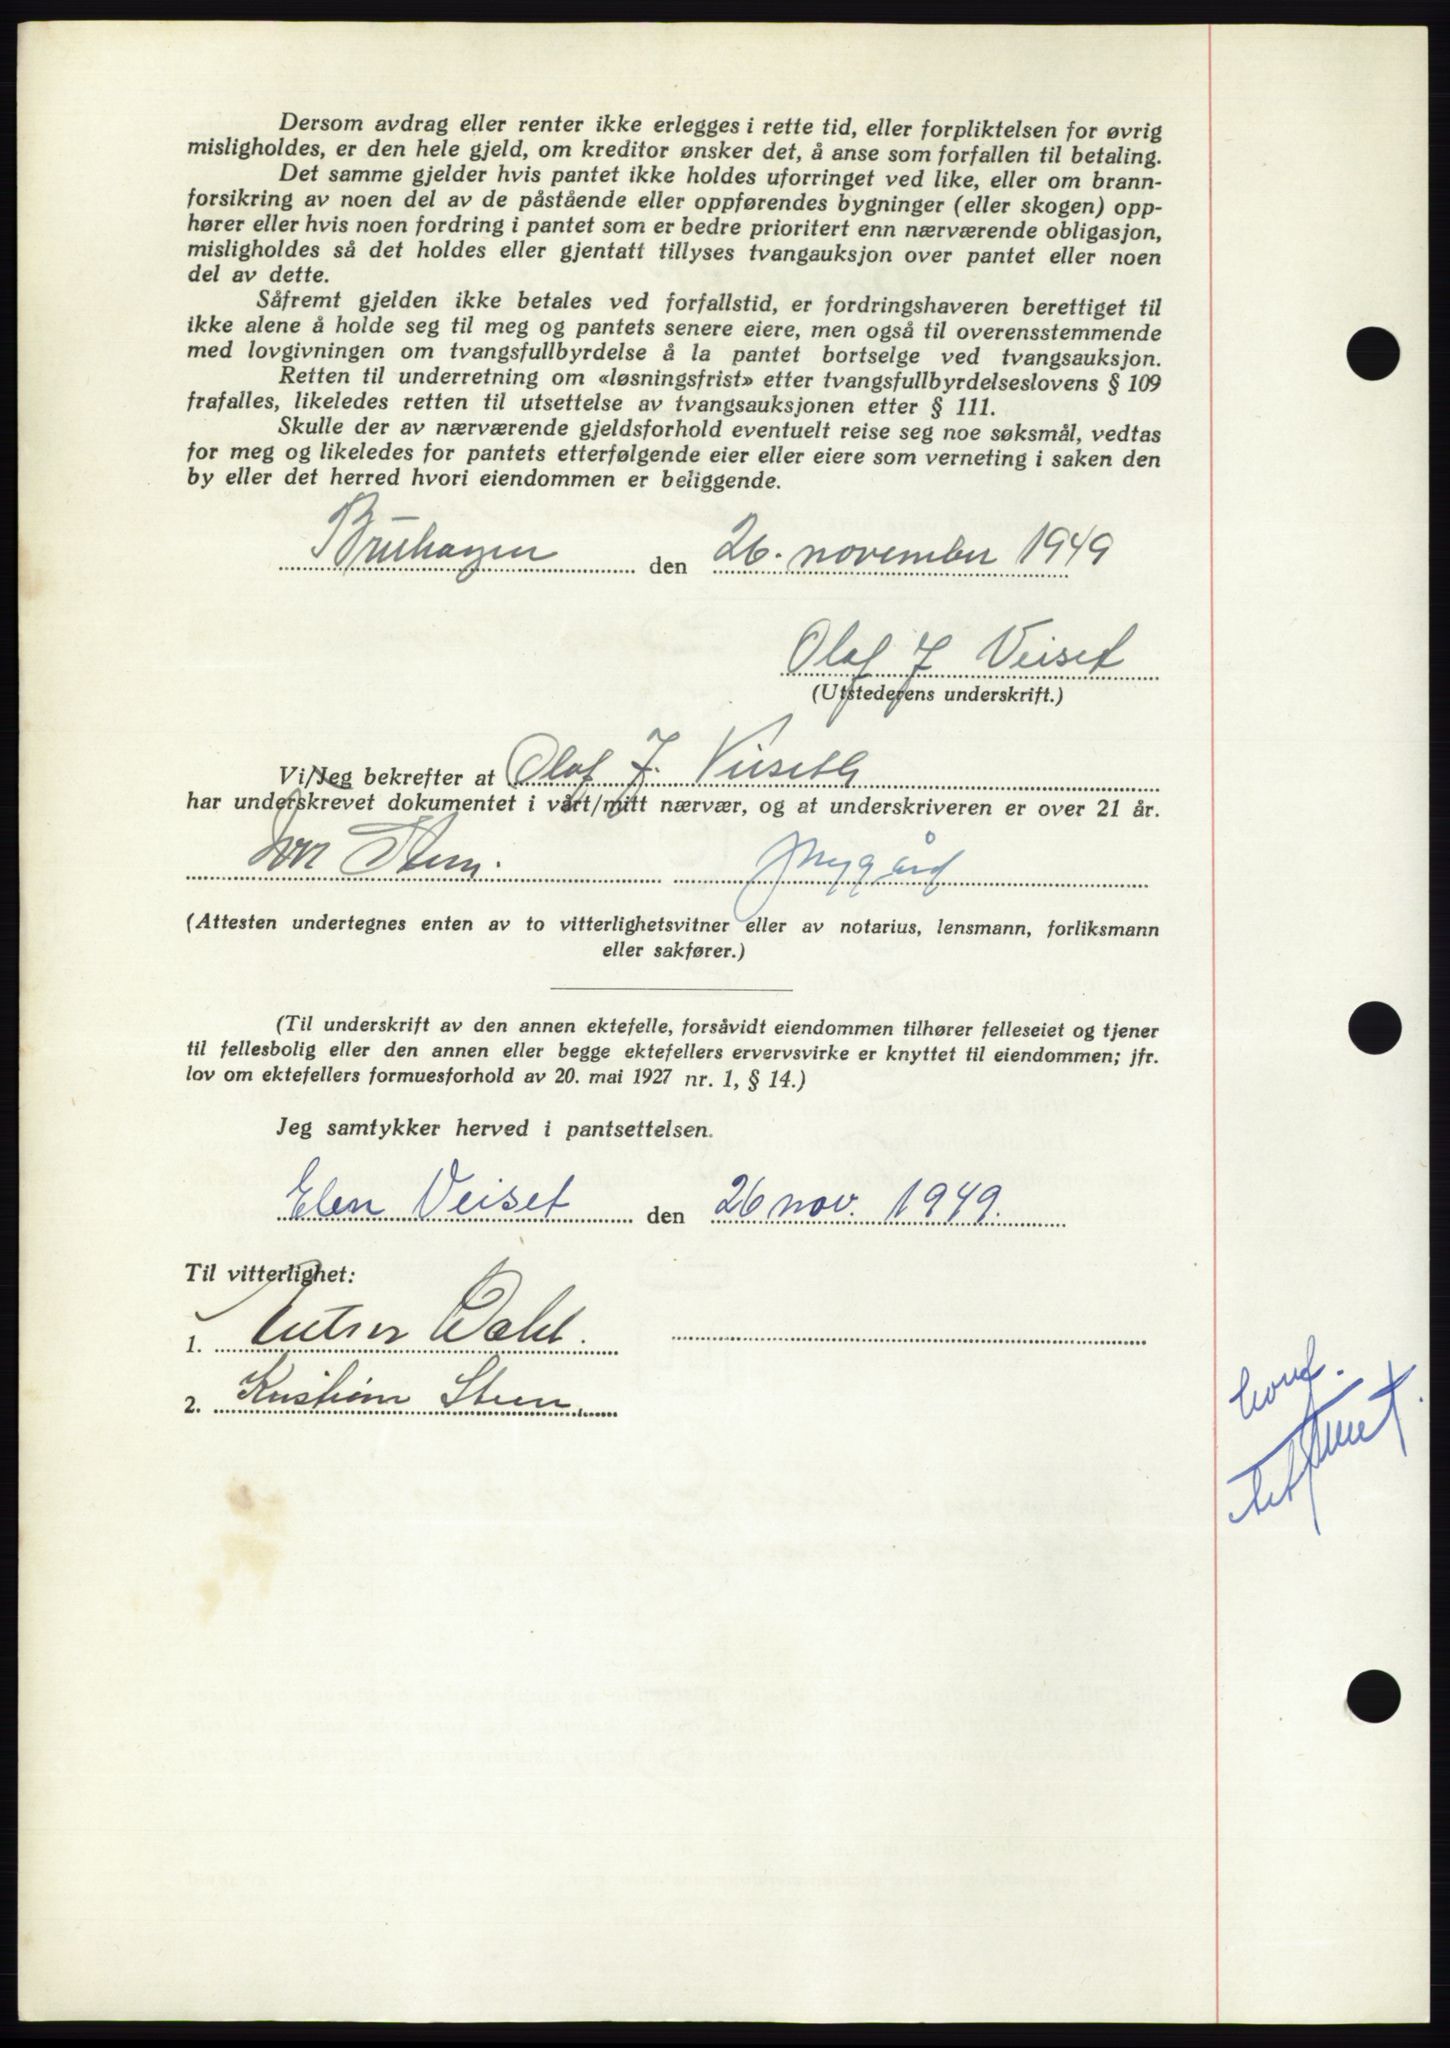 Dersom avdrag eller renter ikke erlegges i rette tid, eller forpliktelsen for øvrig
misligholdes, er den hele gjeld, om kreditor ønsker det, å anse som forfallen til betaling.
Det samme gjelder hvis pantet ikke holdes uforringet ved like, eller om brann-
forsikring av noen del av de påstående eller oppførendes bygninger (eller skogen) opp-
hører eller hvis noen fordring i pantet som er bedre prioritert enn nærværende obligasjon,
misligholdes så det holdes eller gjentatt tillyses tvangauksjon over pantet eller noen
del av dette.
Såfremt gjelden ikke betales ved forfallstid, er fordringshaveren berettiget til
ikke alene å holde seg til meg og pantets senere eiere, men også til overensstemmende
med lovgivningen om tvangsfullbyrdelse å la pantet bortselge ved tvangsauksjon.
Retten til underretning om «løsningsfrist» etter tvangsfullbyrdelseslovens § 109
frafalles, likeledes retten til utsettelse av tvangsauksjonen etter § 111.
Skulle der av nærværende gjeldsforhold eventuelt reise seg noe søksmål, vedtas
for meg og likeledes for pantets etterfølgende eier eller eiere som verneting i saken den
by eller det herred hvori eiendommen er beliggende.
Bruhagen den 26. november 1949
Olaf J Veiset
(Utstederens underskrift.)
Vi/Jeg bekrefter at Olaf J. Viseth
har underskrevet dokumentet i vårt/mitt nærvær, og at underskriveren er over 21 år.
(Attesten undertegnes enten av to vitterlighetsvitner eller av notarius, lensmann, forliksmann
eller sakfører.)
(Til underskrift av den annen ektefelle, forsåvidt eiendommen tilhører felleseiet og tjener
til fellesbolig eller den annen eller begge ektefellers ervervsvirke er knyttet til eiendommen; jfr.
lov om ektefellers formuesforhold av 20. mai 1927 nr. 1, § 14.)
Jeg samtykker herved i pantsettelsen.
Elen Veiset den 26 nov. 1949.
Til vitterlighet:
1. Dahl.
2. Kristian Steen